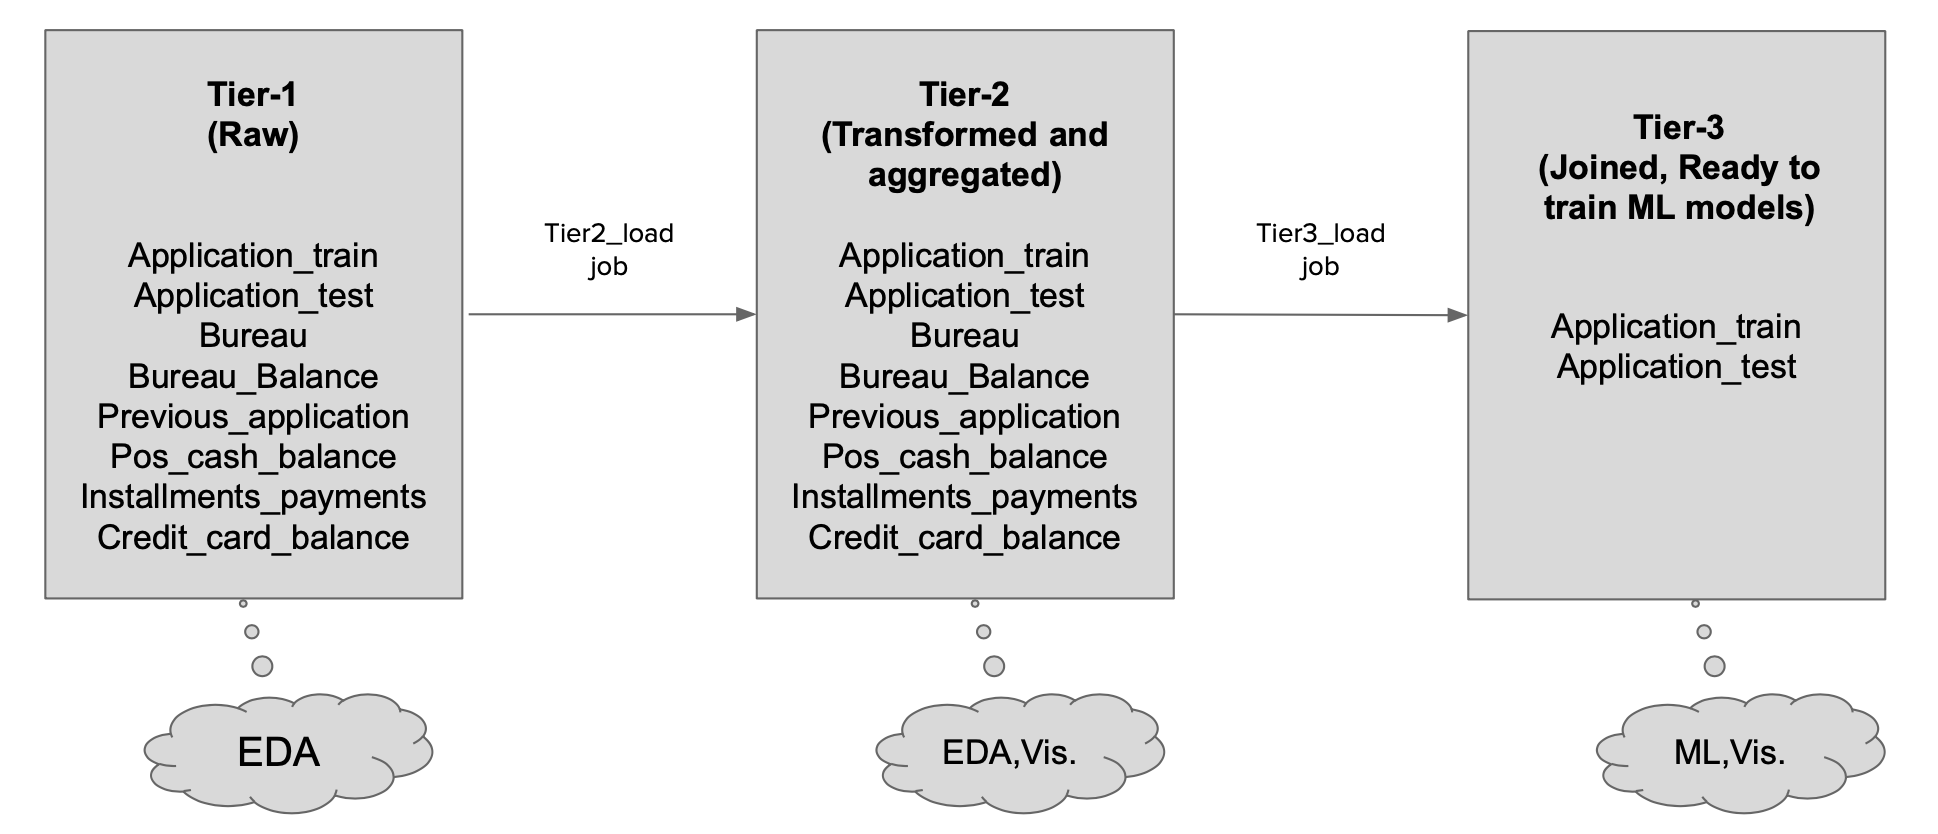 Tier-1
(Raw)
Application_train
Application_test
Bureau
Bureau_Balance
Previous_application
Pos_cash_balance
Installments_payments
Credit_card_balance
EDA
Tier2_load
job
Tier-2
(Transformed and
aggregated)
Application_train
Application_test
Bureau
Bureau_Balance
Previous_application
Pos_cash_balance
Installments_payments
Credit_card_balance
EDA,Vis.
Tier3_load
job
Tier-3
(Joined, Ready to
train ML models)
Application_train
Application_test
ML,Vis.